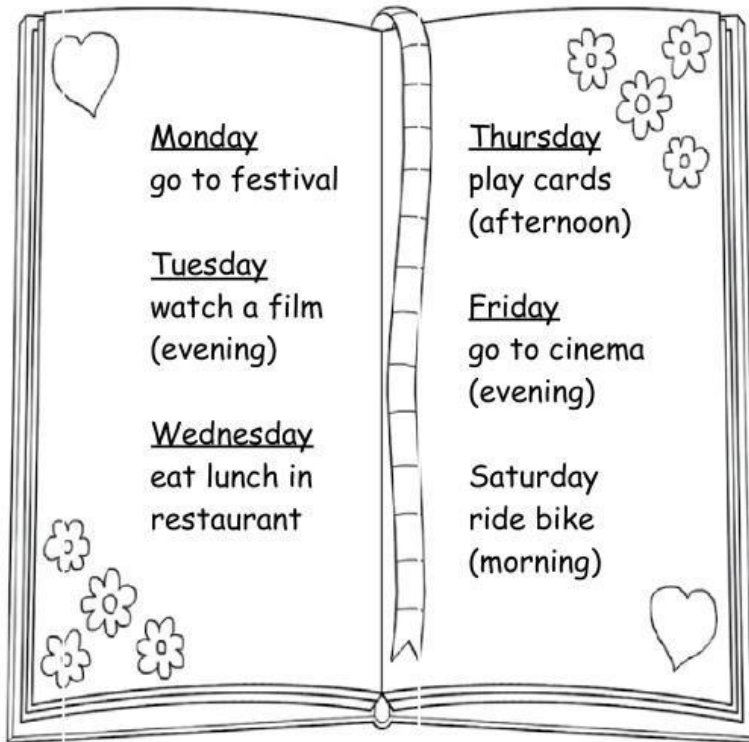 Monday
go to festival
Tuesday
watch a film
(evening)
Wednesday
eat lunch in
restaurant
Thursday
play cards
(afternoon)
Friday
go to cinema
(evening)
Saturday
ride bike
(morning)